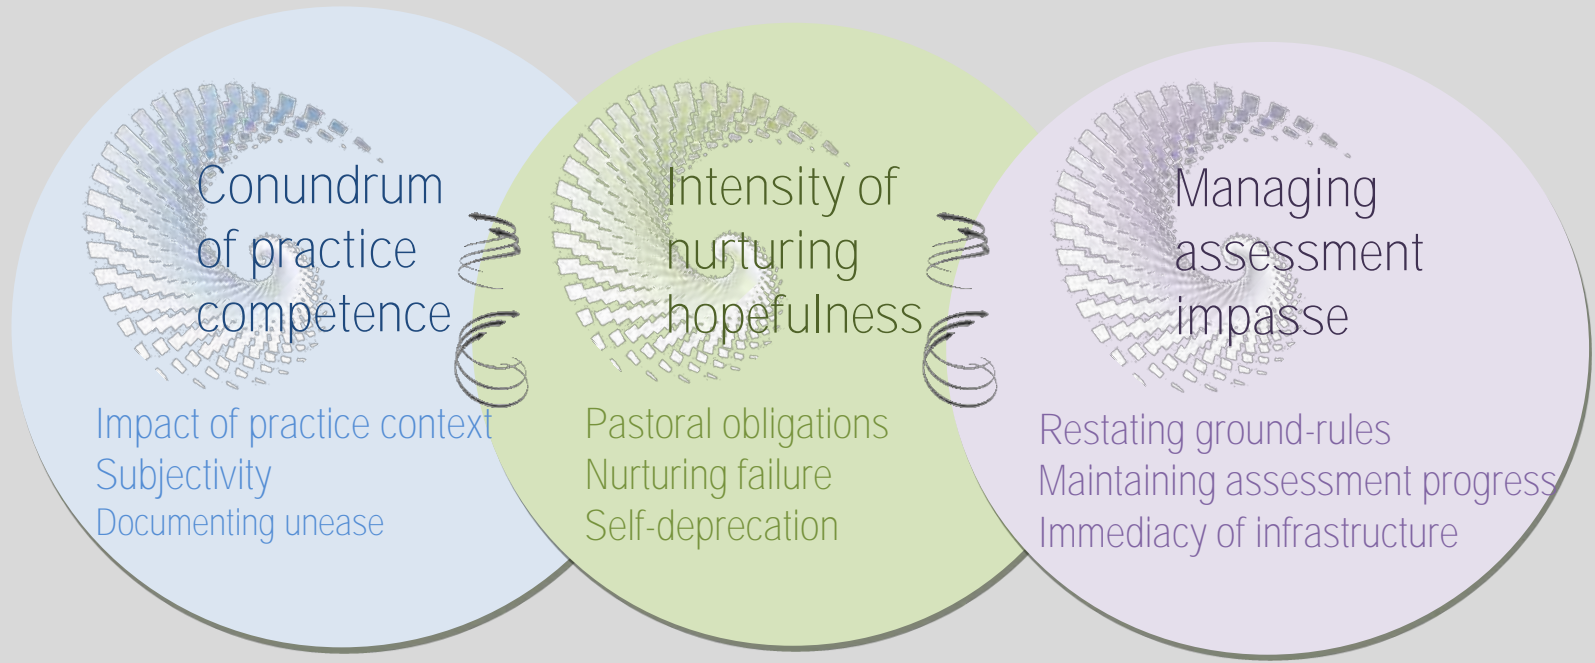 Conundrum
of practice
competence
Impact of practice context
Subjectivity
Documenting unease
Intensity of
nurturing
hopefulness
Pastoral obligations
Nurturing failure
Self-deprecation
Managing
assessment
impasse
Restating ground-rules
Maintaining assessment progress
Immediacy of infrastructure